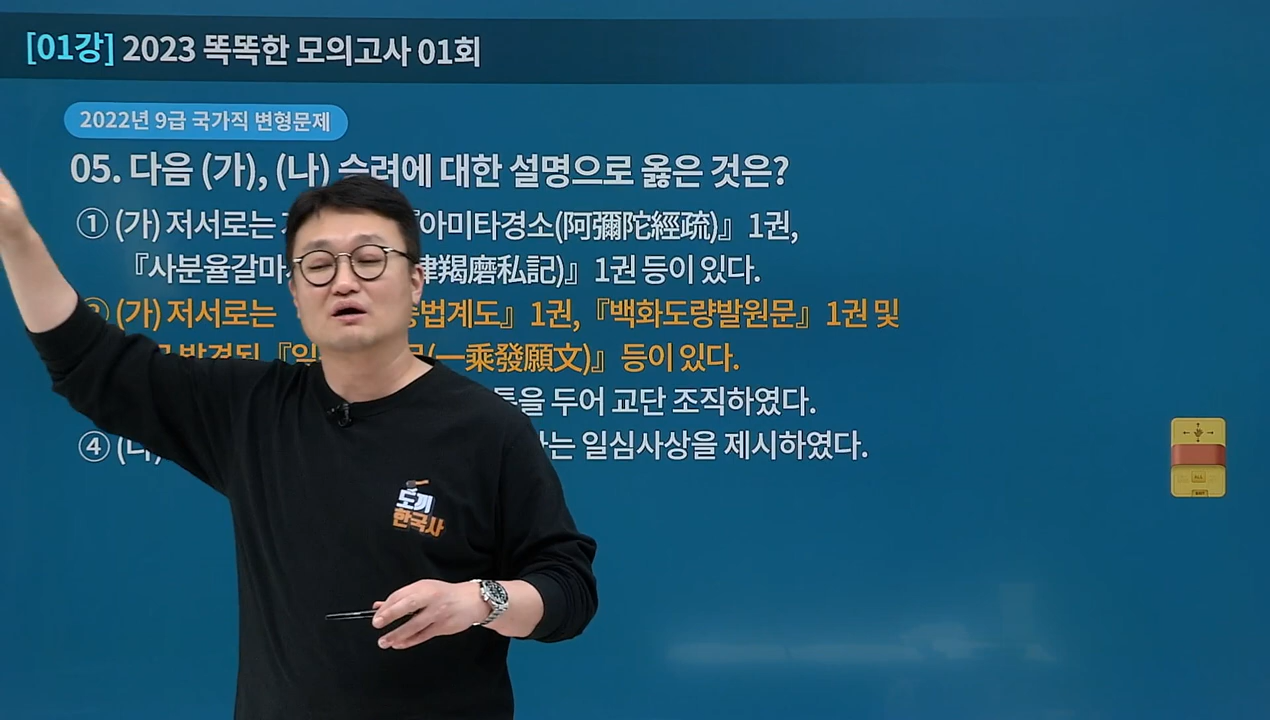 [01강] 2023 똑똑한 모의고사 01회
2022년 9급 국가직 변형문제
05. 다음 (가), (나) 승려에 대한 설명으로 옳은 것은?
① (가) 저서로는 『아미타경소(阿彌陀經疏)』 1권,
『사분율갈마 羯磨私記)』 1권 등이 있다.
② (가) 저서로는 『 법계도』 1권, 『백화도량발원문』 1권 및
발견된 『일 (一乘發願文)』 등이 있다.
두어 교단 조직하였다.
④ (나) 일심사상을 제시하였다.
도끼
한국사